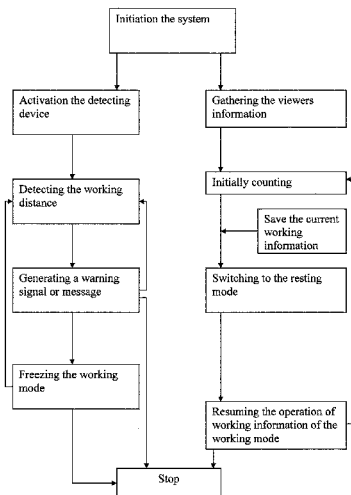 Initiation the system
Activation the detecting
device
Gathering the viewers
information
Detecting the working
distance
Initially counting
Save the current
working
information
Generating a warning
signal or message
Switching to the resting
mode
Freezing the working
mode
Resuming the operation of
working information of the
working mode
Stop